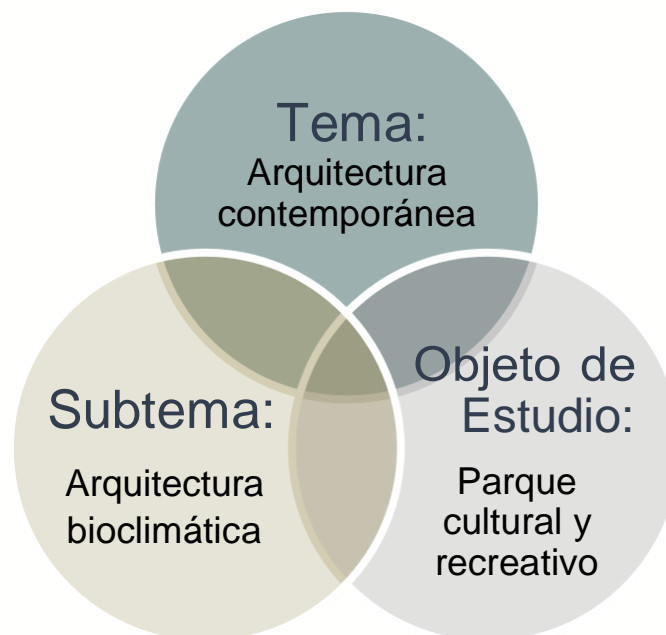 Tema:
Arquitectura
contemporánea
Subtema:
Arquitectura
bioclimática
Objeto de
Estudio:
Parque
cultural y
recreativo